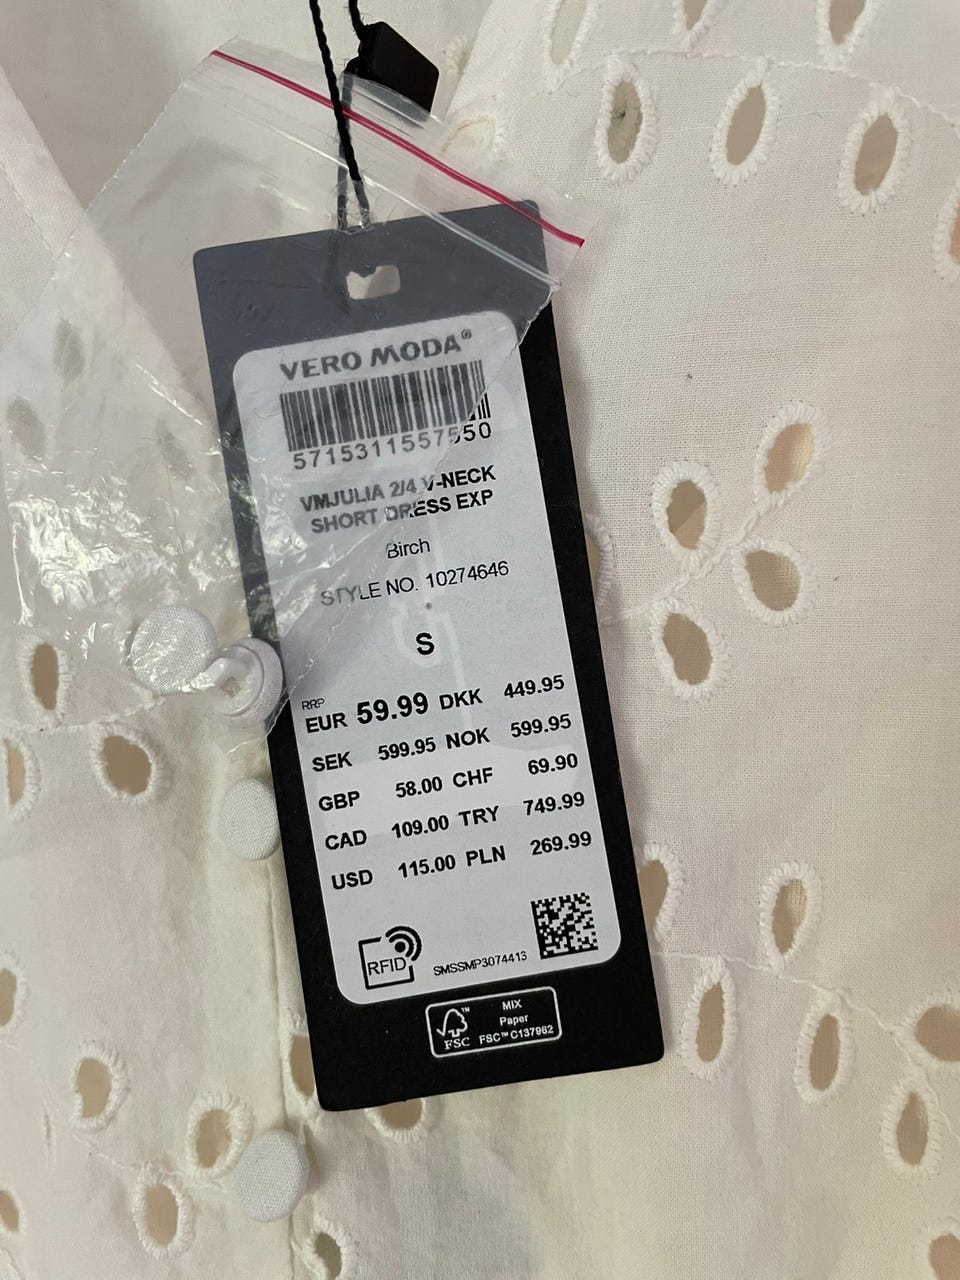 VERO MODA®
5715311557550
VMJULIA 2/4 V-NECK
SHORT DRESS EXP
Birch
STYLE NO. 10274646
S
RRP
EUR 59.99 DKK 449.95
SEK 599.95 NOK 599.95
GBP 58.00 CHF 69.90
CAD 109.00 TRY 749.99
USD 115.00 PLN 269.99
RFID SMSSMP3074413
FSC™
MIX
Paper
FSC™ C137962